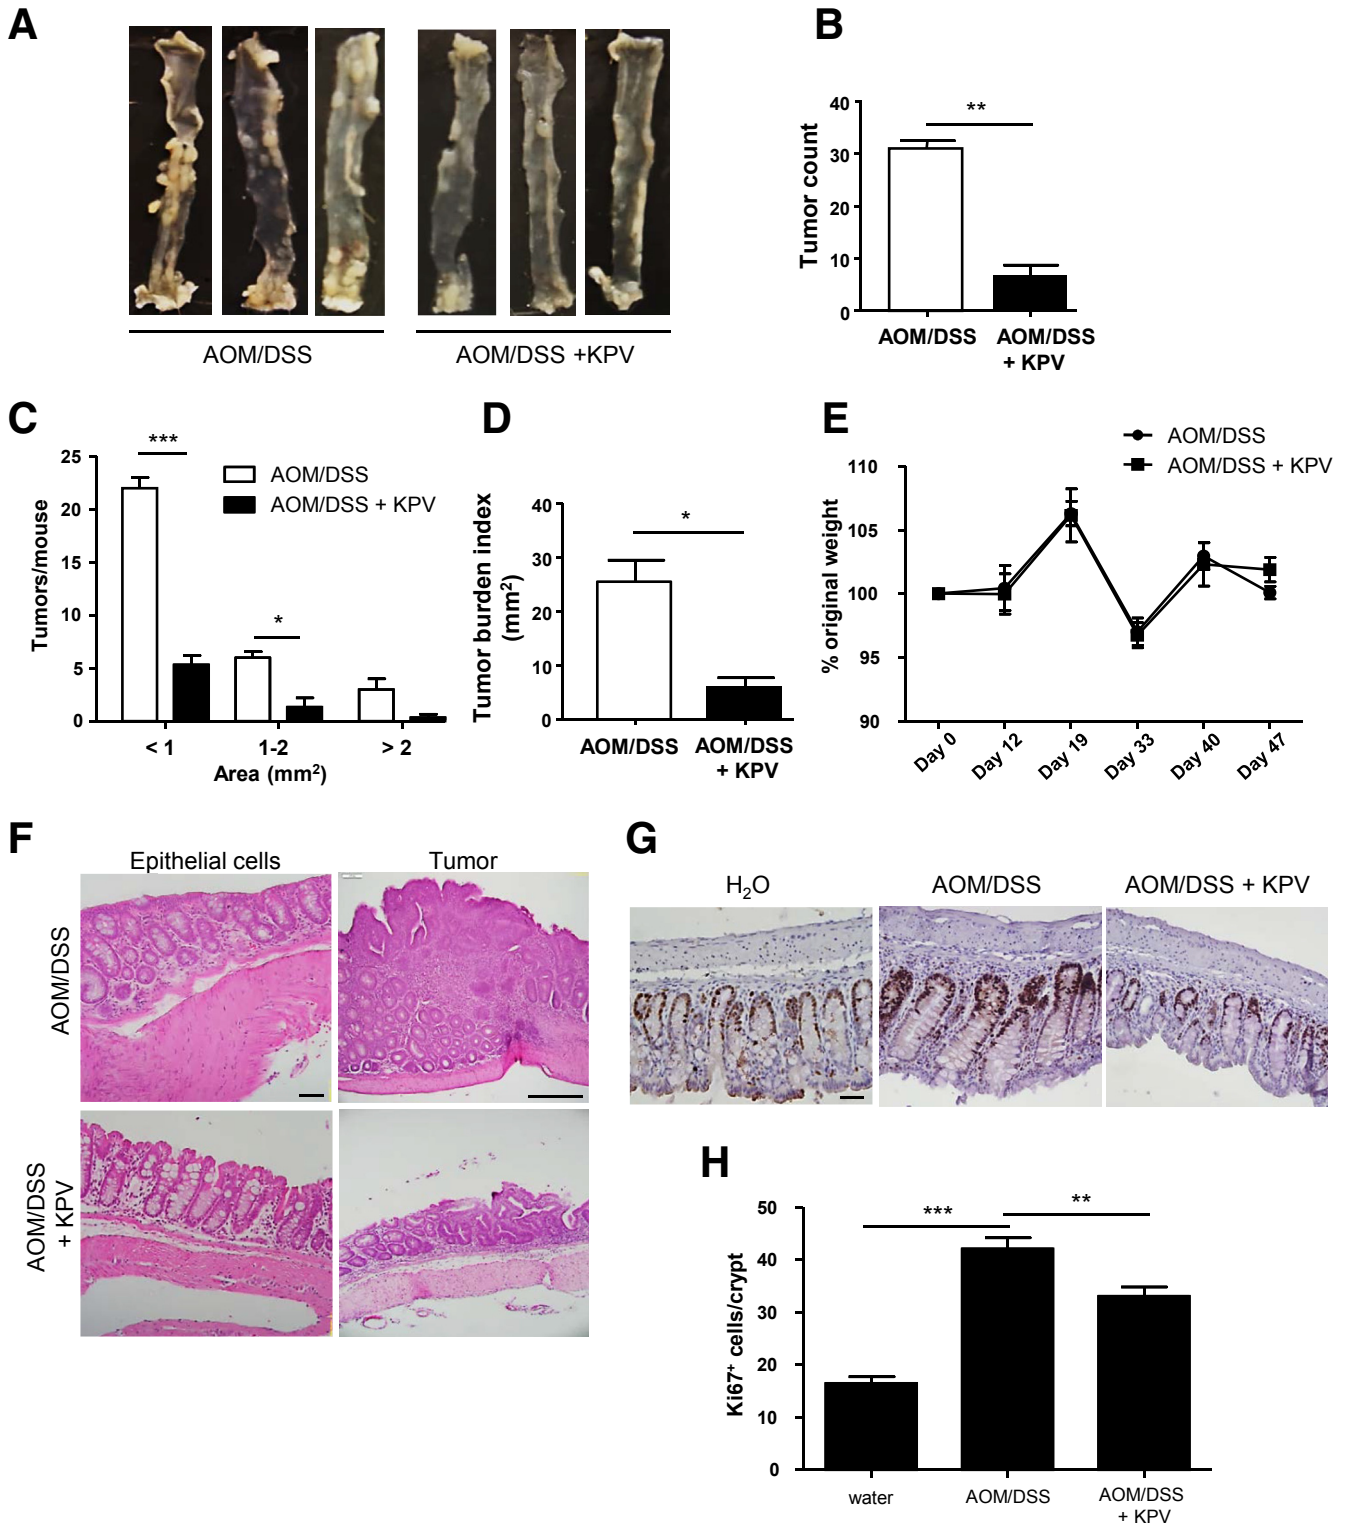 A
AOM/DSS
AOM/DSS +KPV
B
Tumor count
40
30
20
10
0
**
AOM/DSS
AOM/DSS
+ KPV
C
Tumors/mouse
25
20
15
10
5
0
***
*
AOM/DSS
AOM/DSS + KPV
< 1
1-2
> 2
Area (mm²)
D
Tumor burden index
(mm²)
40
30
20
10
0
*
AOM/DSS
AOM/DSS
+ KPV
E
AOM/DSS
AOM/DSS + KPV
% original weight
110
105
100
95
90
Day 0
Day 12
Day 19
Day 33
Day 40
Day 47
F
Epithelial cells
Tumor
AOM/DSS
AOM/DSS
+ KPV
G
H₂O
AOM/DSS
AOM/DSS + KPV
H
Ki67⁺ cells/crypt
50
40
30
20
10
0
***
**
water
AOM/DSS
AOM/DSS
+ KPV